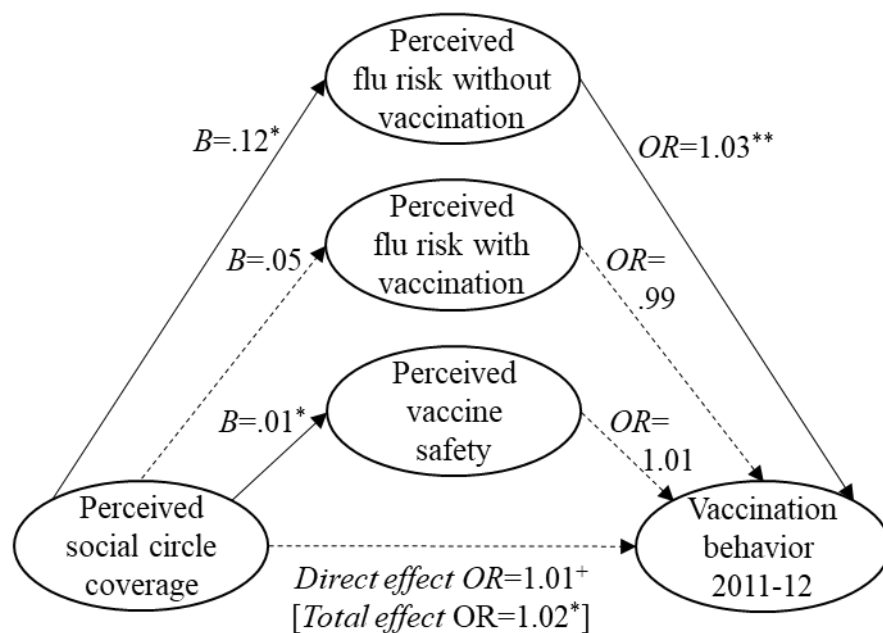 Perceived
flu risk without
vaccination
B=.12*
OR=1.03**
Perceived
flu risk with
vaccination
B=.05
OR=
.99
Perceived
vaccine
safety
B=.01*
OR=
1.01
Perceived
social circle
coverage
Vaccination
behavior
2011-12
Direct effect OR=1.01+
[Total effect OR=1.02*]